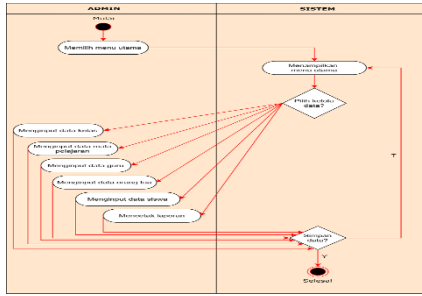 ADMIN
SISTEM
Mulai
Memilih menu utama
Menampilkan
menu utama
Pilih kelola
data?
Menginput data kelas
Menginput data mata
pelajaran
Menginput data guru
Menginput data ruang
Menginput data siswa
Mencetak laporan
Simpan
data?
T
Y
Selesai